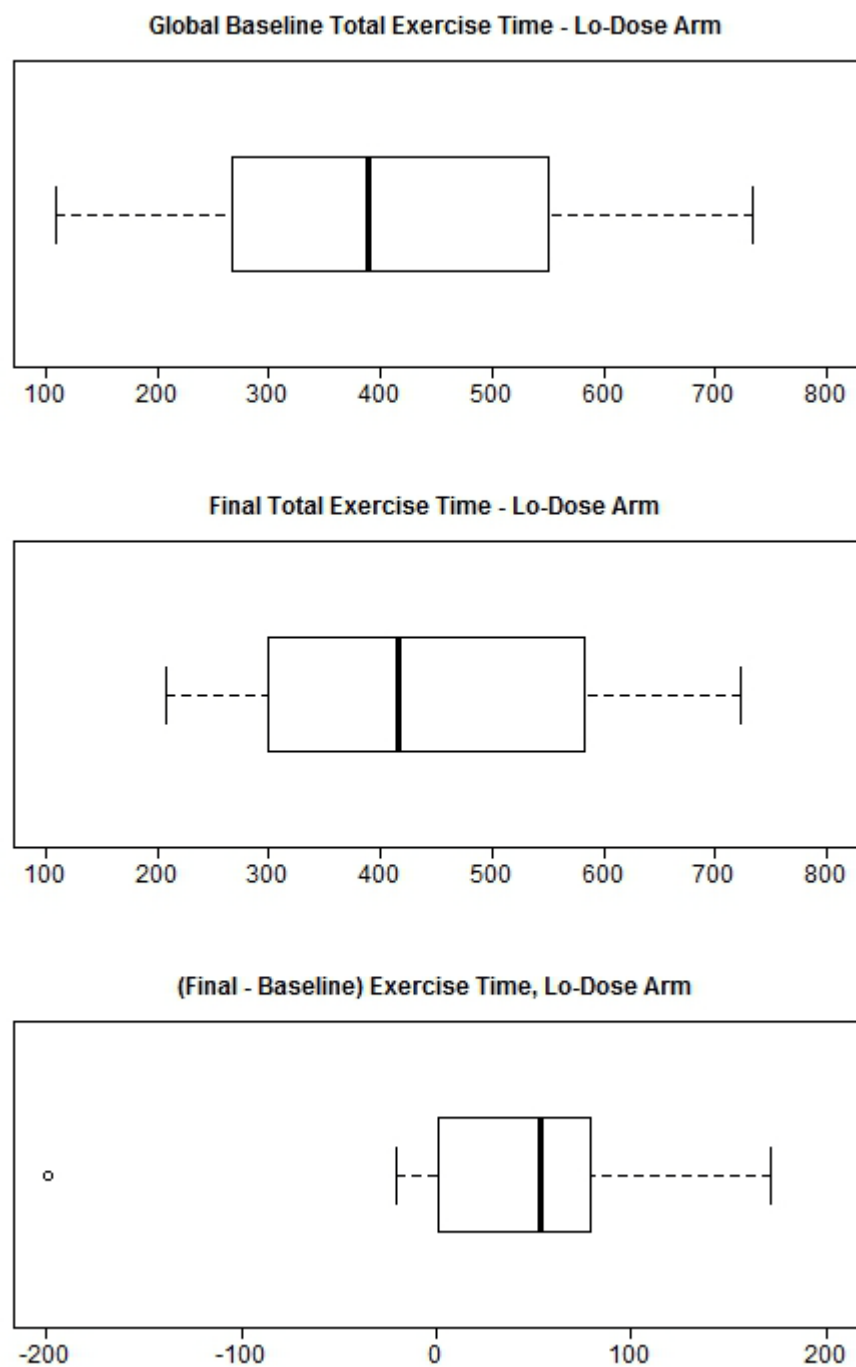 Global Baseline Total Exercise Time - Lo-Dose Arm
100 200 300 400 500 600 700 800
Final Total Exercise Time - Lo-Dose Arm
100 200 300 400 500 600 700 800
(Final - Baseline) Exercise Time, Lo-Dose Arm
-200 -100 0 100 200